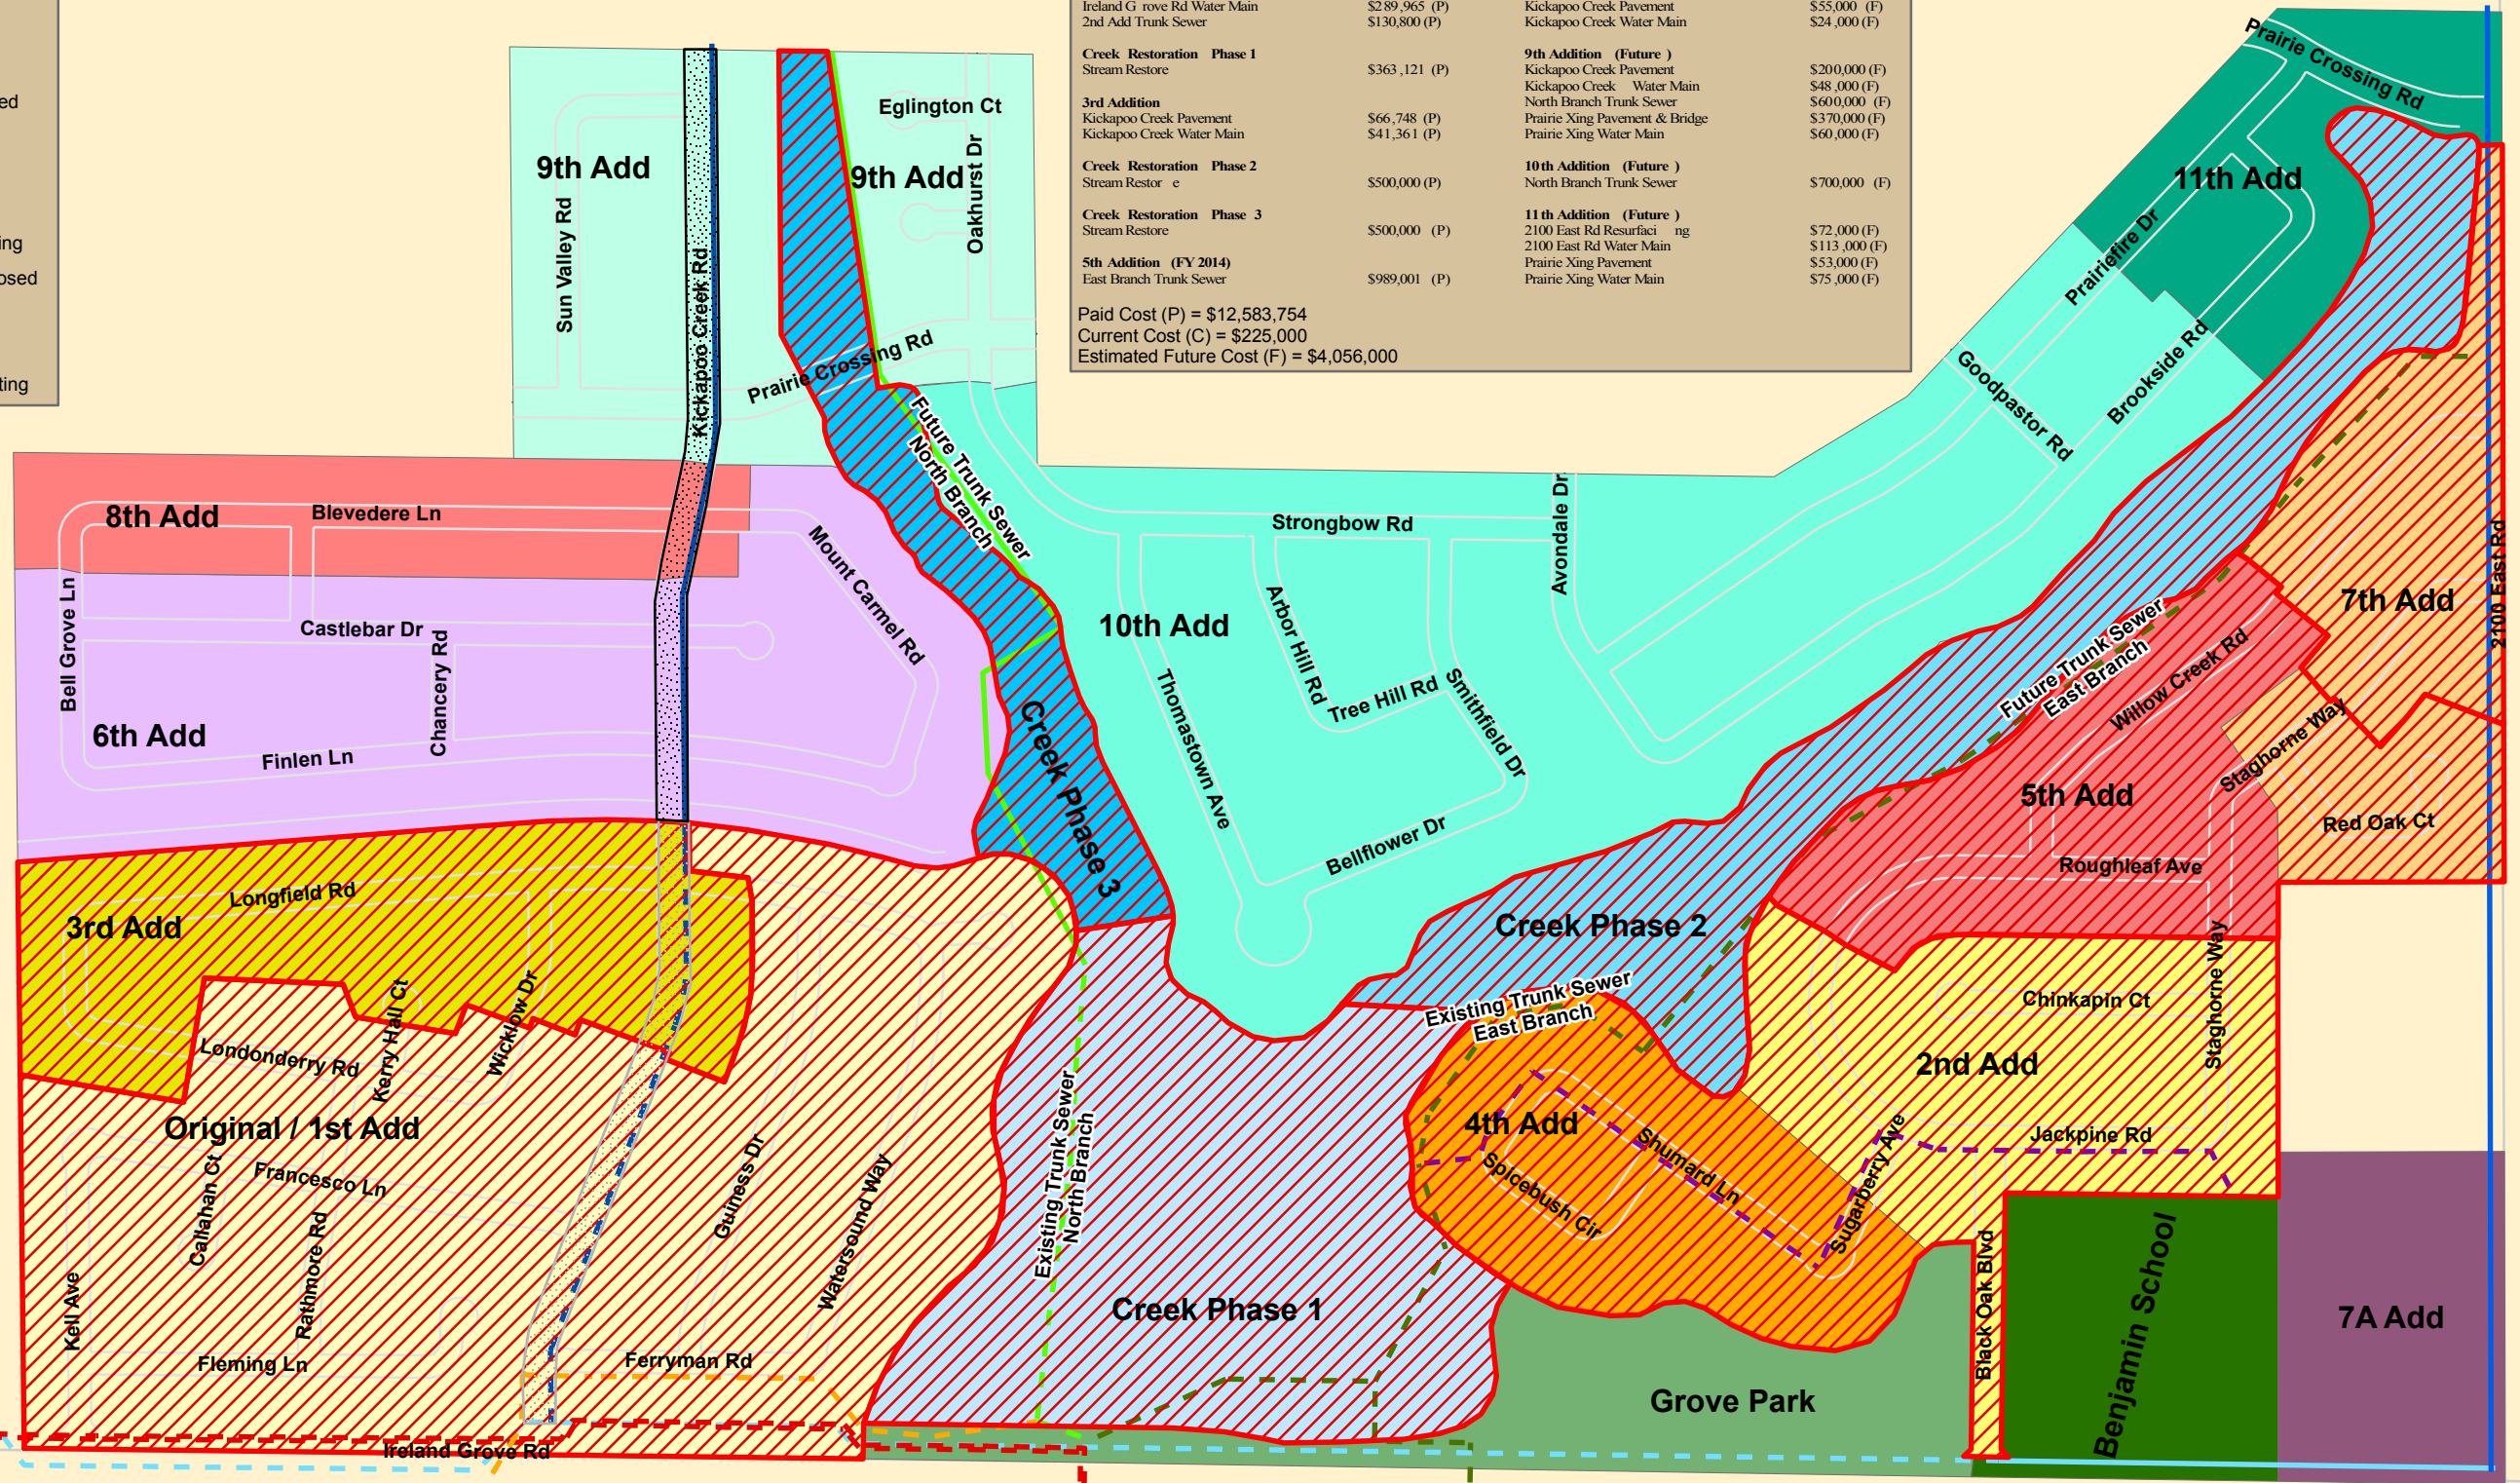 ed
ing
osed
ting
Ireland G rove Rd Water Main $289,965 (P)
2nd Add Trunk Sewer $130,800 (P)
Creek Restoration Phase 1
Stream Restore $363 ,121 (P)
3rd Addition
Kickapoo Creek Pavement $66,748 (P)
Kickapoo Creek Water Main $41,361 (P)
Creek Restoration Phase 2
Stream Restor e $500,000 (P)
Creek Restoration Phase 3
Stream Restore $500,000 (P)
5th Addition (FY 2014)
East Branch Trunk Sewer $989,001 (P)
Kickapoo Creek Pavement $55,000 (F)
Kickapoo Creek Water Main $24 ,000 (F)
9th Addition (Future )
Kickapoo Creek Pavement $200,000 (F)
Kickapoo Creek Water Main $48 ,000 (F)
North Branch Trunk Sewer $600,000 (F)
Prairie Xing Pavement & Bridge $370,000 (F)
Prairie Xing Water Main $60,000 (F)
10th Addition (Future )
North Branch Trunk Sewer $700,000 (F)
11th Addition (Future )
2100 East Rd Resurfaci ng $72,000 (F)
2100 East Rd Water Main $113 ,000 (F)
Prairie Xing Pavement $53,000 (F)
Prairie Xing Water Main $75 ,000 (F)
Paid Cost (P) = $12,583,754
Current Cost (C) = $225,000
Estimated Future Cost (F) = $4,056,000
9th Add
Sun Valley Rd
Kickapoo Creek Rd
9th Add
Eglington Ct
Oakhurst Dr
Prairie Crossing Rd
Prairie Crossing Rd
11th Add
Prairiefire Dr
Goodpastor Rd
Brookside Rd
Future Trunk Sewer
North Branch
8th Add
Blevedere Ln
Mount Carmel Rd
Bell Grove Ln
Castlebar Dr
Chancery Rd
6th Add
Finlen Ln
Strongbow Rd
Avondale Dr
10th Add
Arbor Hill Rd
Tree Hill Rd
Smithfield Dr
Thomastown Ave
Bellflower Dr
Creek Phase 3
2100 East Rd
7th Add
Future Trunk Sewer
East Branch
Willow Creek Rd
Staghorne Way
5th Add
Red Oak Ct
Roughleaf Ave
Longfield Rd
3rd Add
Kerry Hall Ct
Wicklow Dr
Londonderry Rd
Original / 1st Add
Francesco Ln
Callahan Ct
Rathmore Rd
Kell Ave
Fleming Ln
Guiness Dr
Watersound Way
Ferryman Rd
Ireland Grove Rd
Existing Trunk Sewer
North Branch
Creek Phase 1
Creek Phase 2
Existing Trunk Sewer
East Branch
4th Add
Shumard Ln
Spicebush Cir
Sugarberry Ave
2nd Add
Chinkapin Ct
Staghorne Way
Jackpine Rd
Black Oak Blvd
Benjamin School
7A Add
Grove Park